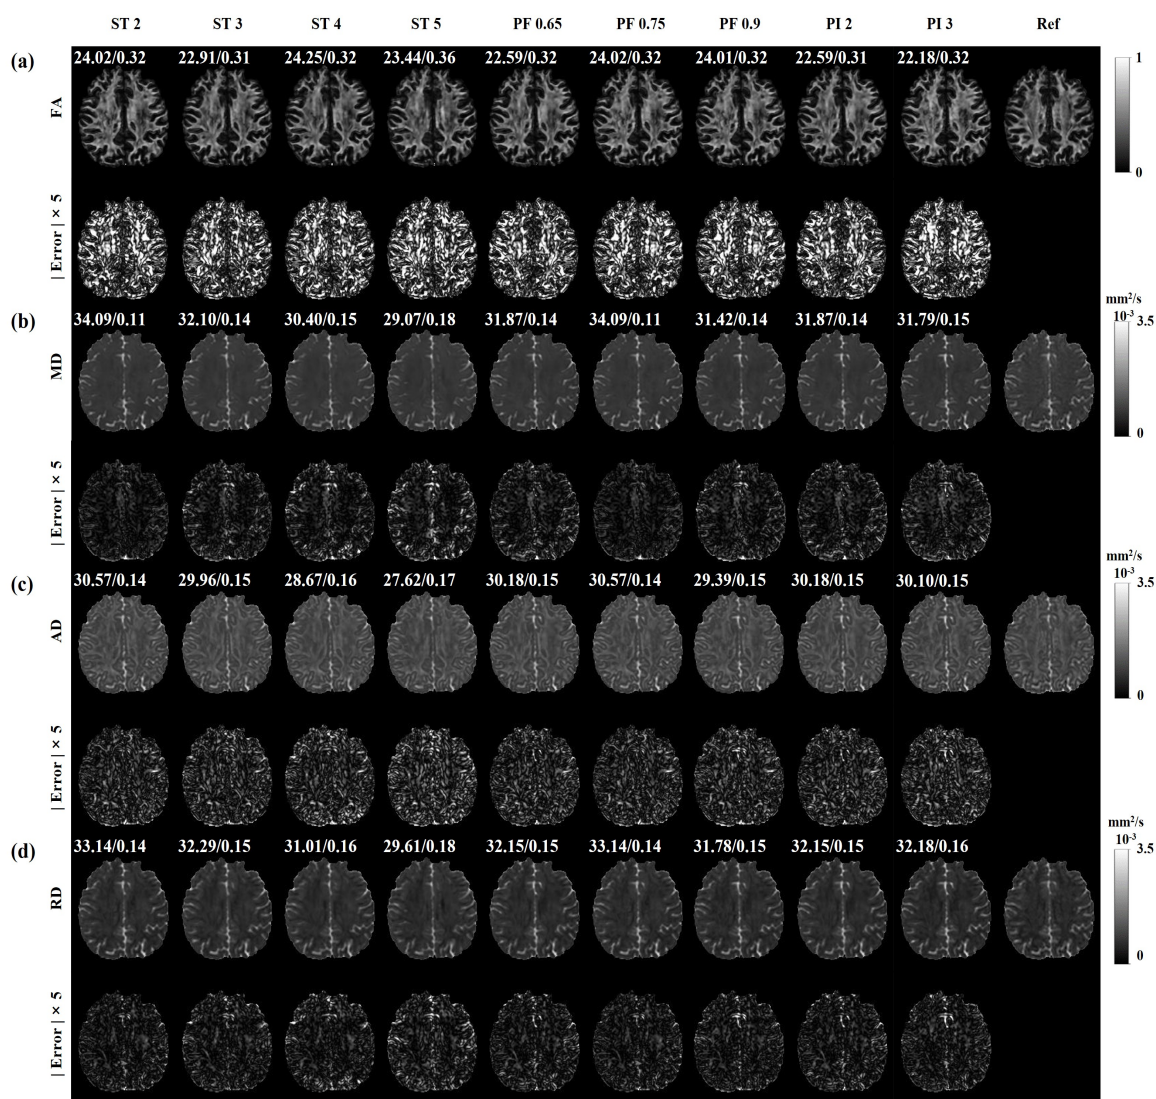 ST 2 ST 3 ST 4 ST 5 PF 0.65 PF 0.75 PF 0.9 PI 2 PI 3 Ref
(a) 24.02/0.32 22.91/0.31 24.25/0.32 23.44/0.36 22.59/0.32 24.02/0.32 24.01/0.32 22.59/0.31 22.18/0.32 1
FA
0
| Error | × 5
mm²/s
10⁻³
(b) 34.09/0.11 32.10/0.14 30.40/0.15 29.07/0.18 31.87/0.14 34.09/0.11 31.42/0.14 31.87/0.14 31.79/0.15 3.5
MD
0
| Error | × 5
mm²/s
10⁻³
(c) 30.57/0.14 29.96/0.15 28.67/0.16 27.62/0.17 30.18/0.15 30.57/0.14 29.39/0.15 30.18/0.15 30.10/0.15 3.5
AD
0
| Error | × 5
mm²/s
10⁻³
(d) 33.14/0.14 32.29/0.15 31.01/0.16 29.61/0.18 32.15/0.15 33.14/0.14 31.78/0.15 32.15/0.15 32.18/0.16 3.5
RD
0
| Error | × 5